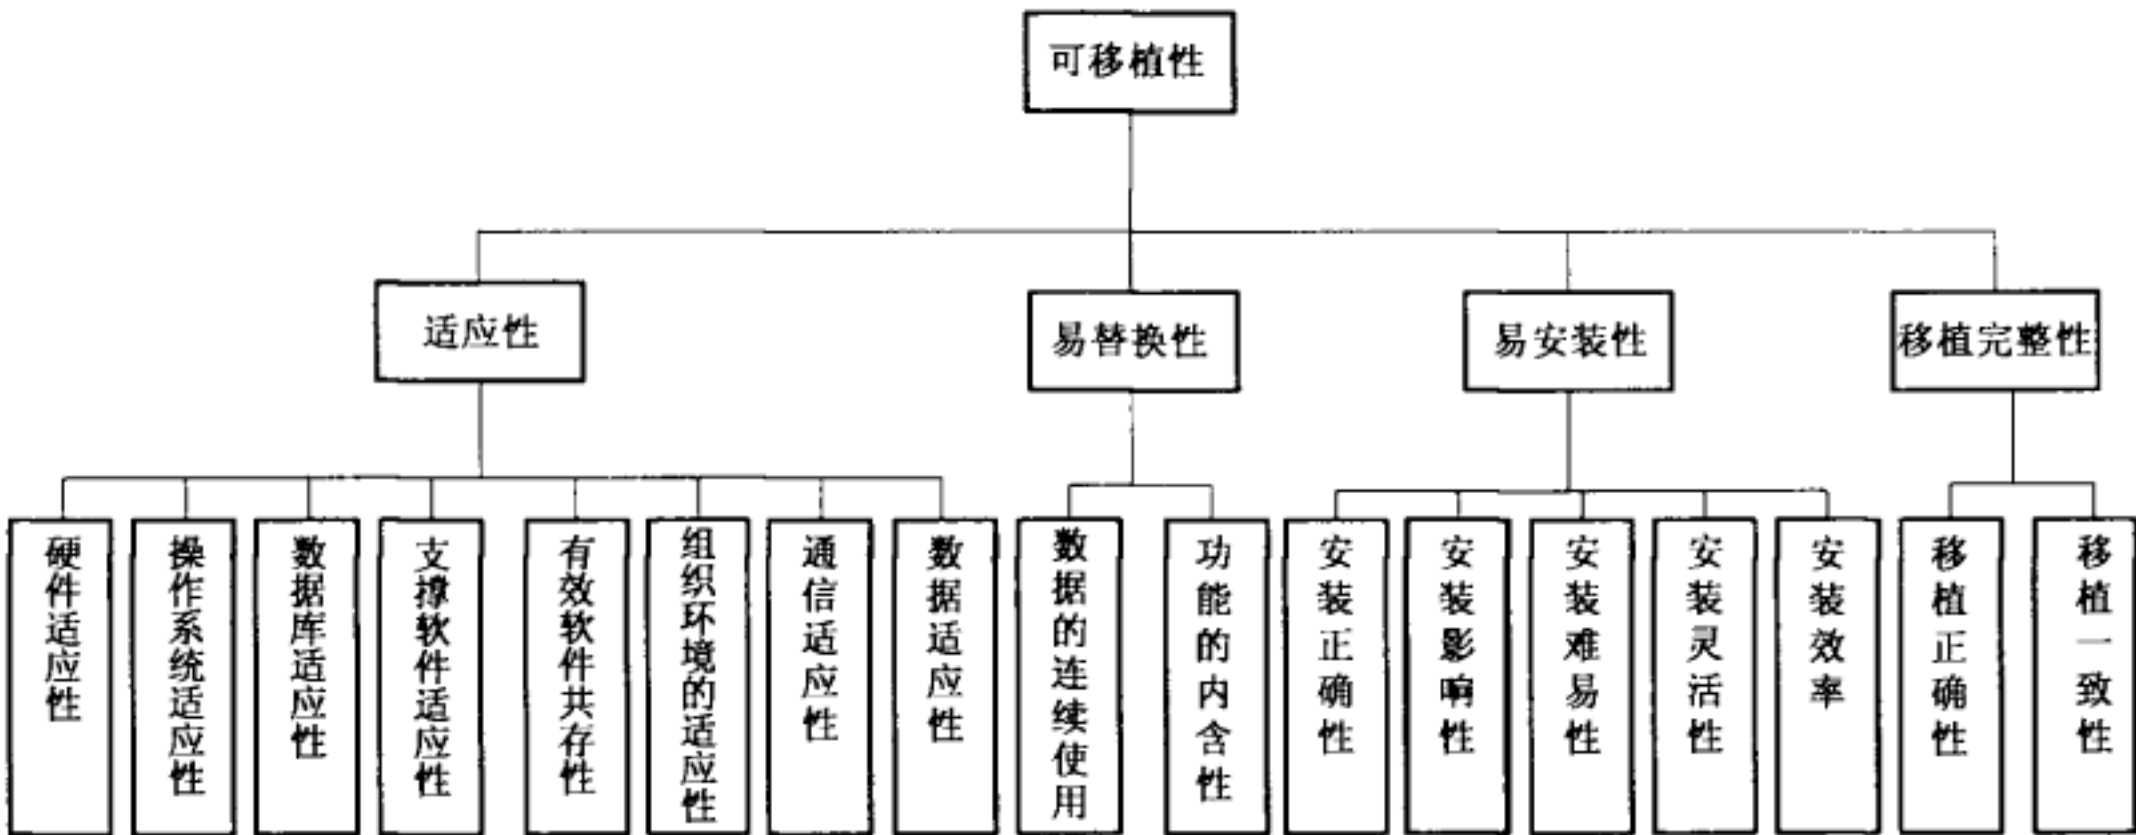 可移植性
适应性
易替换性
易安装性
移植完整性
硬件适应性
操作系统适应性
数据库适应性
支撑软件适应性
有效软件共存性
组织环境的适应性
通信适应性
数据适应性
数据的连续使用
功能的内含性
安装正确性
安装影响性
安装难易性
安装灵活性
安装效率
移植正确性
移植一致性